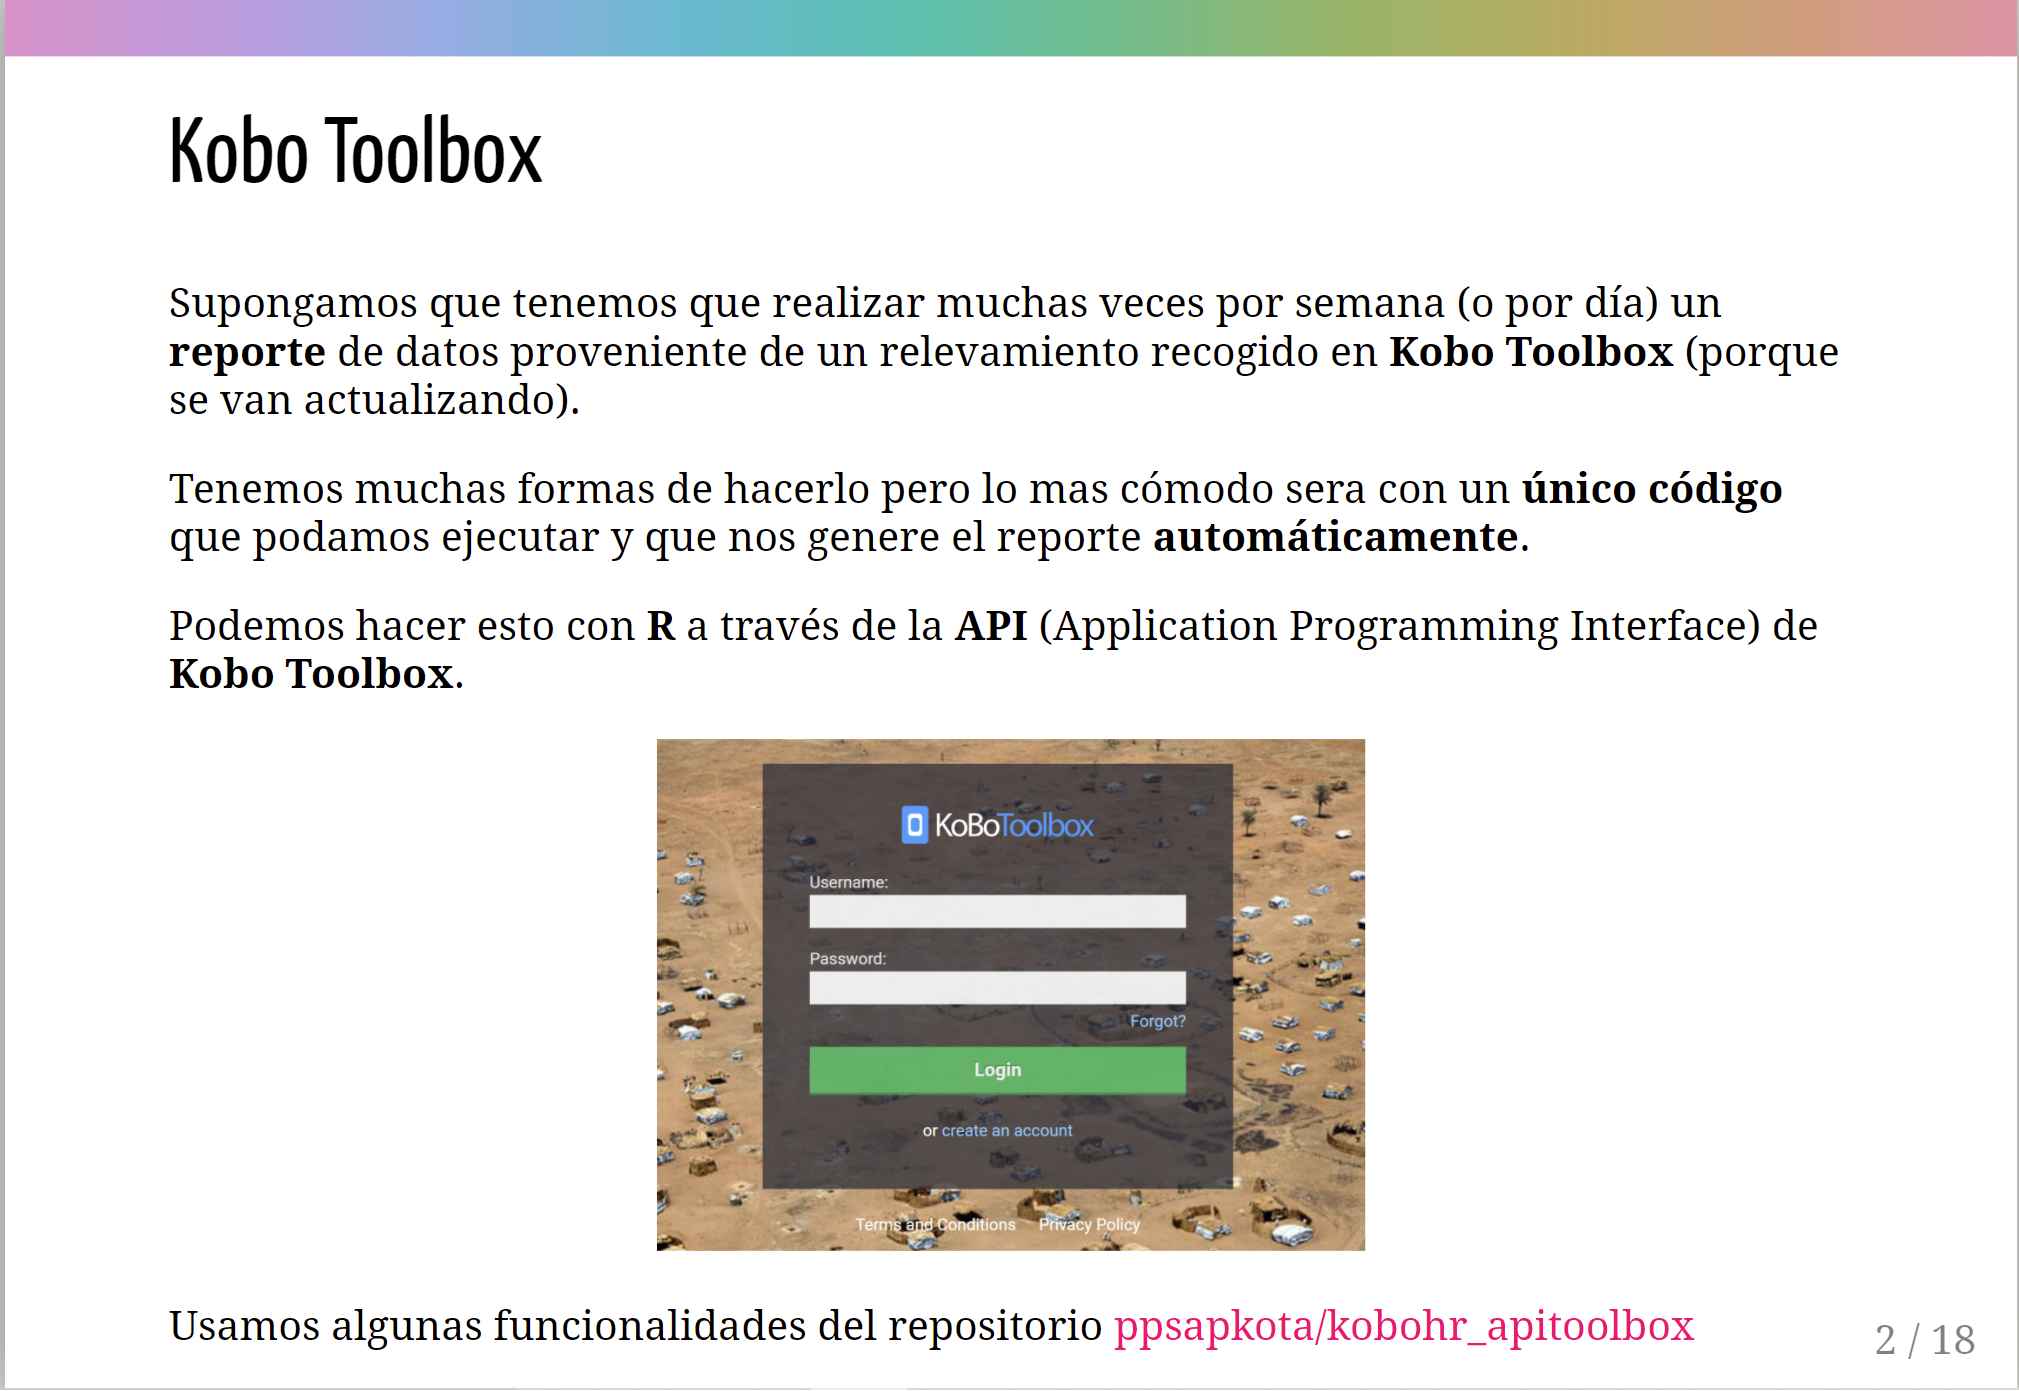 Kobo Toolbox
Supongamos que tenemos que realizar muchas veces por semana (o por día) un
reporte de datos proveniente de un relevamiento recogido en Kobo Toolbox (porque
se van actualizando).
Tenemos muchas formas de hacerlo pero lo mas cómodo sera con un único código
que podamos ejecutar y que nos genere el reporte automáticamente.
Podemos hacer esto con R a través de la API (Application Programming Interface) de
Kobo Toolbox.
KoBoToolbox
Username:
Password:
Forgot?
Login
or create an account
Terms and Conditions Privacy Policy
Usamos algunas funcionalidades del repositorio ppsapkota/kobohr_apitoolbox
2 / 18